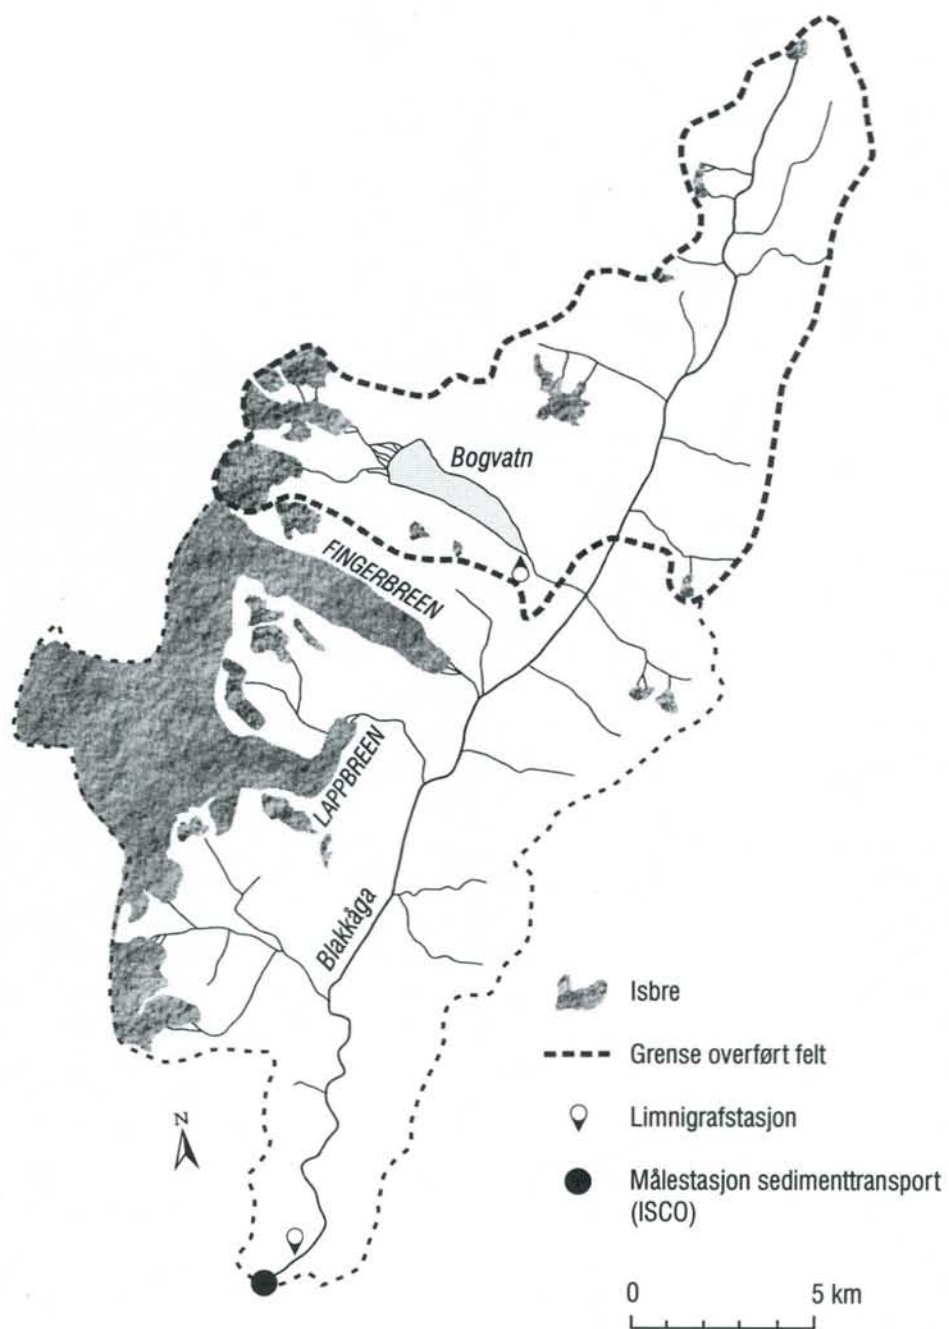 Bogvatn
FINGERBREEN
LAPPBREEN
Blakkåga
Isbre
Grense overført felt
Limnigrafstasjon
Målestasjon sedimenttransport
(ISCO)
N
0 5 km